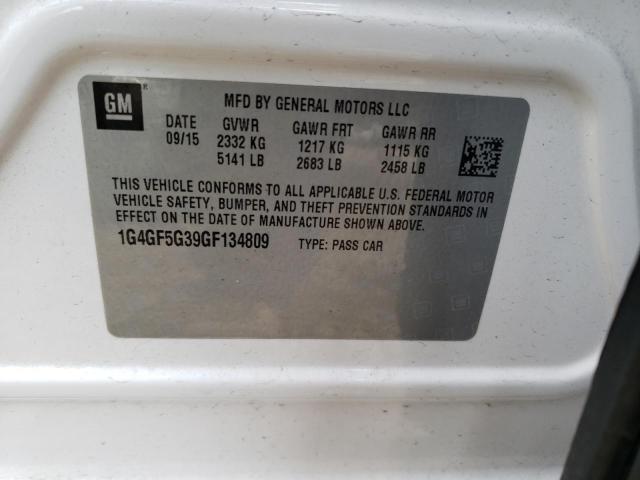 GM ®
MFD BY GENERAL MOTORS LLC
DATE GVWR GAWR FRT GAWR RR
09/15 2332 KG 1217 KG 1115 KG
5141 LB 2683 LB 2458 LB
THIS VEHICLE CONFORMS TO ALL APPLICABLE U.S. FEDERAL MOTOR
VEHICLE SAFETY, BUMPER, AND THEFT PREVENTION STANDARDS IN
EFFECT ON THE DATE OF MANUFACTURE SHOWN ABOVE.
1G4GF5G39GF134809 TYPE: PASS CAR